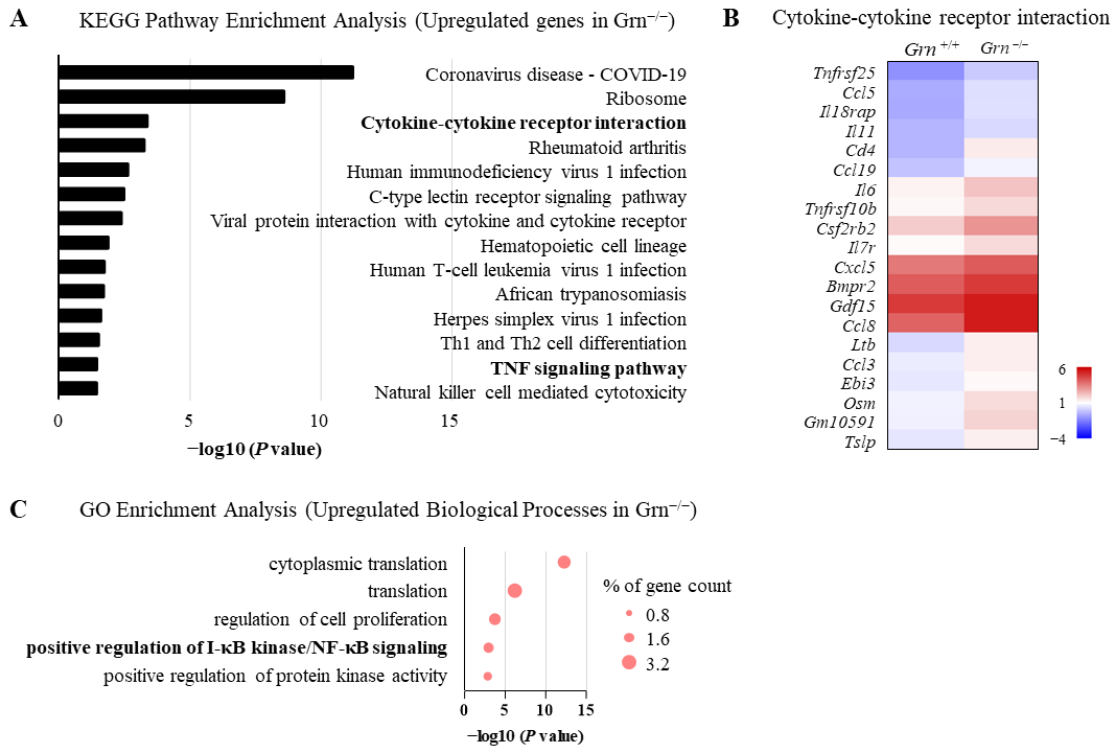 A KEGG Pathway Enrichment Analysis (Upregulated genes in Grn−/−)
Coronavirus disease - COVID-19
Ribosome
Cytokine-cytokine receptor interaction
Rheumatoid arthritis
Human immunodeficiency virus 1 infection
C-type lectin receptor signaling pathway
Viral protein interaction with cytokine and cytokine receptor
Hematopoietic cell lineage
Human T-cell leukemia virus 1 infection
African trypanosomiasis
Herpes simplex virus 1 infection
Th1 and Th2 cell differentiation
TNF signaling pathway
Natural killer cell mediated cytotoxicity
0 5 10 15
−log10 (P value)
B Cytokine-cytokine receptor interaction
Grn +/+ Grn −/−
Tnfrsf25
Ccl5
Il18rap
Il11
Cd4
Ccl19
Il6
Tnfrsf10b
Csf2rb2
Il7r
Cxcl5
Bmpr2
Gdf15
Ccl8
Ltb
Ccl3
Ebi3
Osm
Gm10591
Tslp
6
1
−4
C GO Enrichment Analysis (Upregulated Biological Processes in Grn−/−)
cytoplasmic translation
translation
regulation of cell proliferation
positive regulation of I-κB kinase/NF-κB signaling
positive regulation of protein kinase activity
0 5 10 15
−log10 (P value)
% of gene count
0.8
1.6
3.2